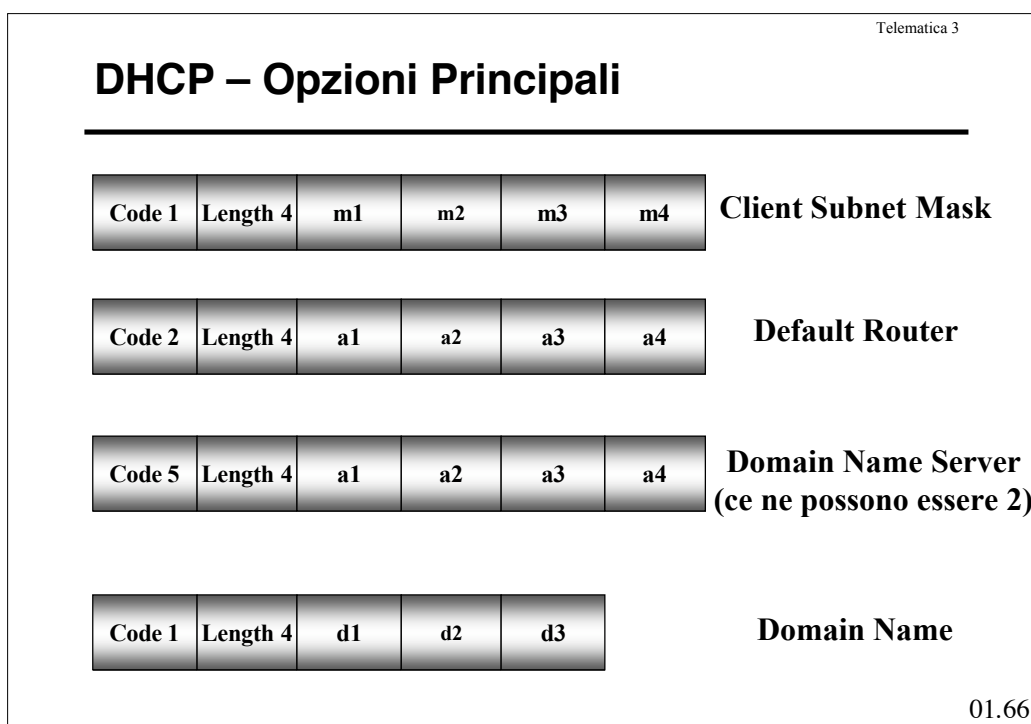 Telematica 3
DHCP – Opzioni Principali
Code 1 Length 4 m1 m2 m3 m4 Client Subnet Mask
Code 2 Length 4 a1 a2 a3 a4 Default Router
Code 5 Length 4 a1 a2 a3 a4 Domain Name Server
(ce ne possono essere 2)
Code 1 Length 4 d1 d2 d3 Domain Name
01.66